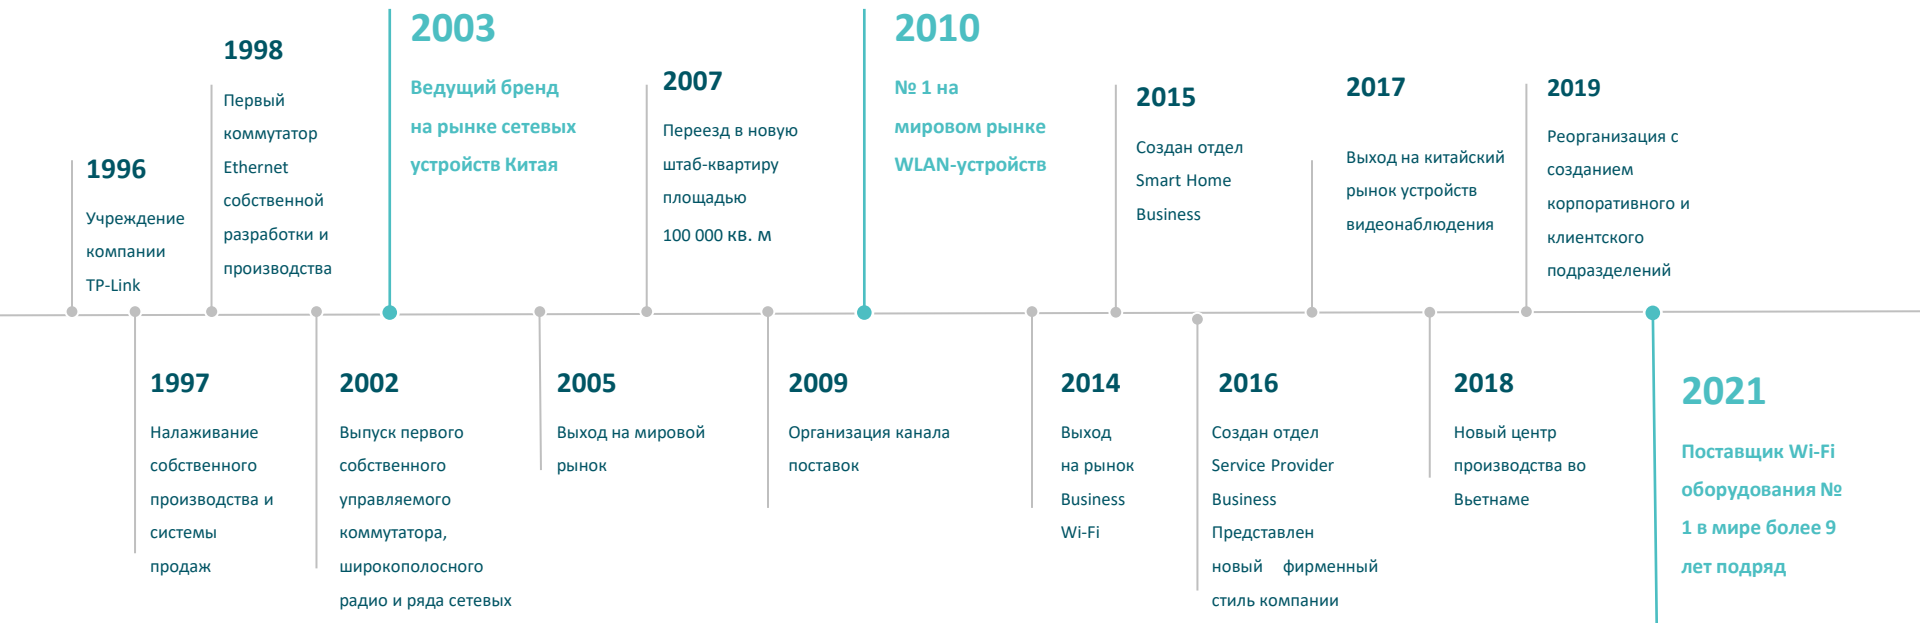 1996
Учреждение
компании
TP-Link
1997
Налаживание
собственного
производства и
системы
продаж
1998
Первый
коммутатор
Ethernet
собственной
разработки и
производства
2002
Выпуск первого
собственного
управляемого
коммутатора,
широкополосного
радио и ряда сетевых
2003
Ведущий бренд
на рынке сетевых
устройств Китая
2005
Выход на мировой
рынок
2007
Переезд в новую
штаб-квартиру
площадью
100 000 кв. м
2009
Организация канала
поставок
2010
№ 1 на
мировом рынке
WLAN-устройств
2014
Выход
на рынок
Business
Wi-Fi
2015
Создан отдел
Smart Home
Business
2016
Создан отдел
Service Provider
Business
Представлен
новый фирменный
стиль компании
2017
Выход на китайский
рынок устройств
видеонаблюдения
2018
Новый центр
производства во
Вьетнаме
2019
Реорганизация с
созданием
корпоративного и
клиентского
подразделений
2021
Поставщик Wi-Fi
оборудования №
1 в мире более 9
лет подряд